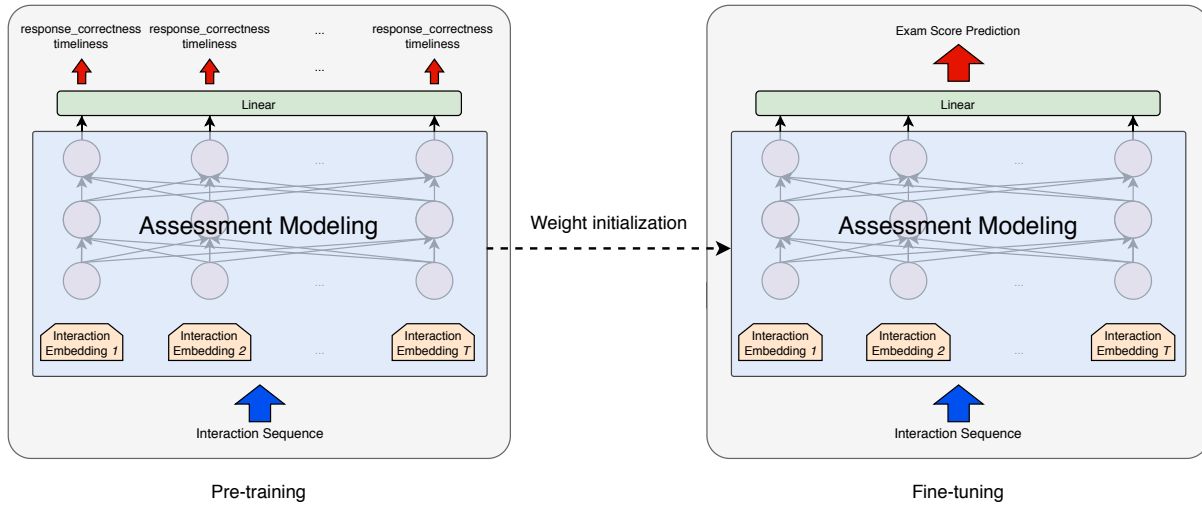 response_correctness response_correctness ... response_correctness
timeliness timeliness ... timeliness
Linear
...
Assessment Modeling
...
Interaction Interaction Interaction
Embedding 1 Embedding 2 ... Embedding T
Interaction Sequence
Pre-training
Weight initialization
Exam Score Prediction
Linear
...
Assessment Modeling
...
Interaction Interaction Interaction
Embedding 1 Embedding 2 ... Embedding T
Interaction Sequence
Fine-tuning